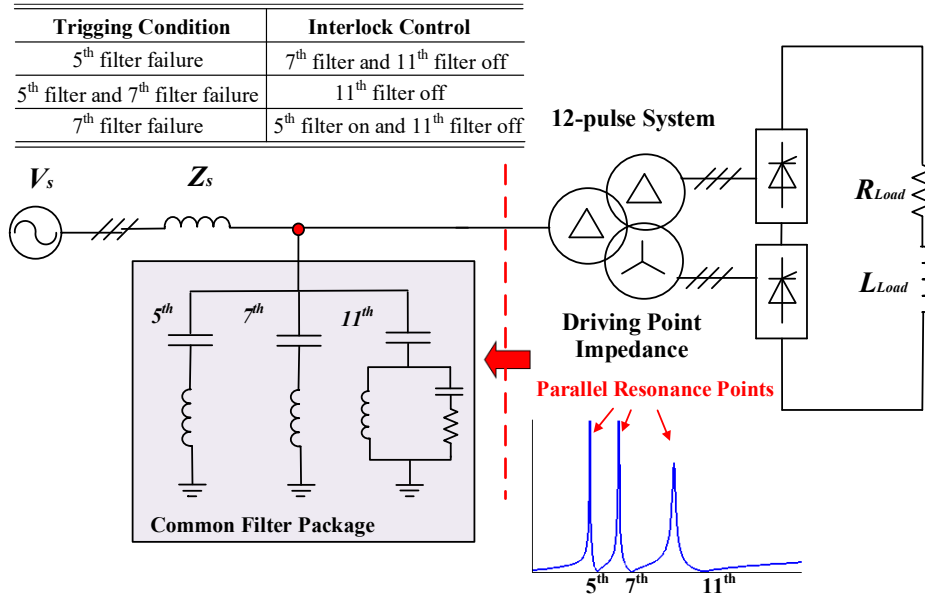 Trigging Condition Interlock Control
5th filter failure 7th filter and 11th filter off
5th filter and 7th filter failure 11th filter off
7th filter failure 5th filter on and 11th filter off
12-pulse System
Vs Zs
RLoad
LLoad
5th 7th 11th
Driving Point
Impedance
Parallel Resonance Points
Common Filter Package
5th 7th 11th